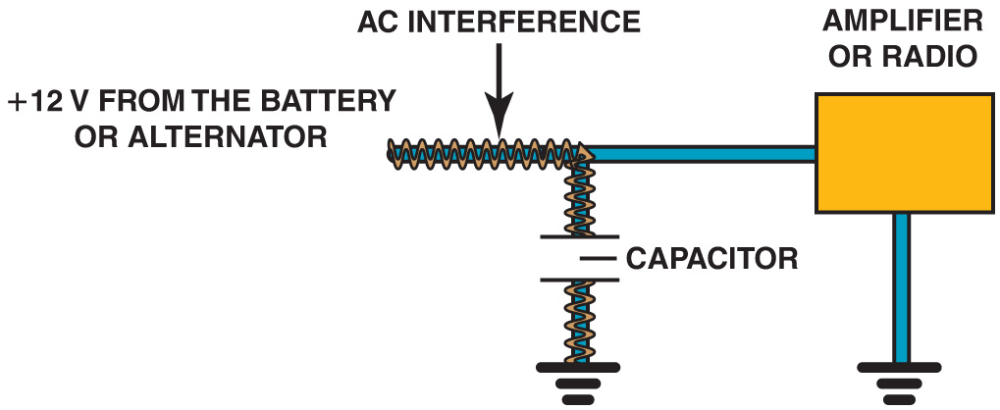 AC INTERFERENCE
AMPLIFIER
OR RADIO
+12 V FROM THE BATTERY
OR ALTERNATOR
CAPACITOR